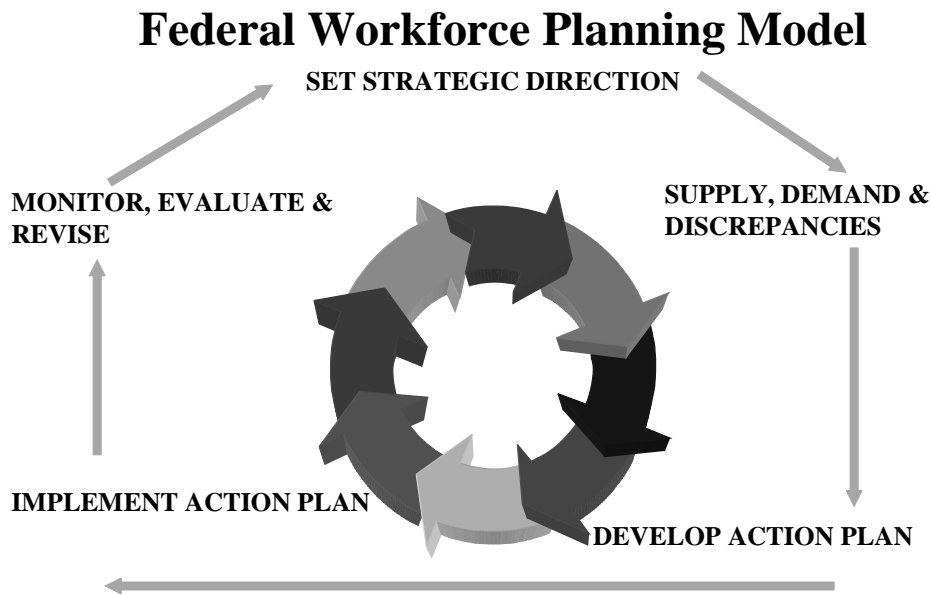 Federal Workforce Planning Model
SET STRATEGIC DIRECTION
SUPPLY, DEMAND &
DISCREPANCIES
DEVELOP ACTION PLAN
IMPLEMENT ACTION PLAN
MONITOR, EVALUATE &
REVISE